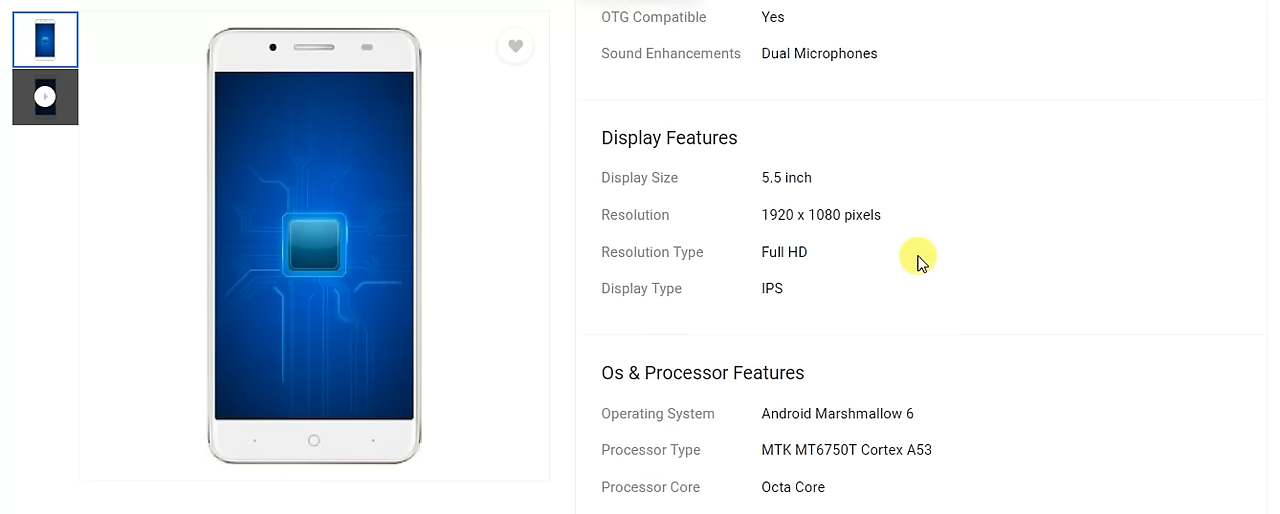 OTG Compatible Yes
Sound Enhancements Dual Microphones
Display Features
Display Size 5.5 inch
Resolution 1920 x 1080 pixels
Resolution Type Full HD
Display Type IPS
Os & Processor Features
Operating System Android Marshmallow 6
Processor Type MTK MT6750T Cortex A53
Processor Core Octa Core